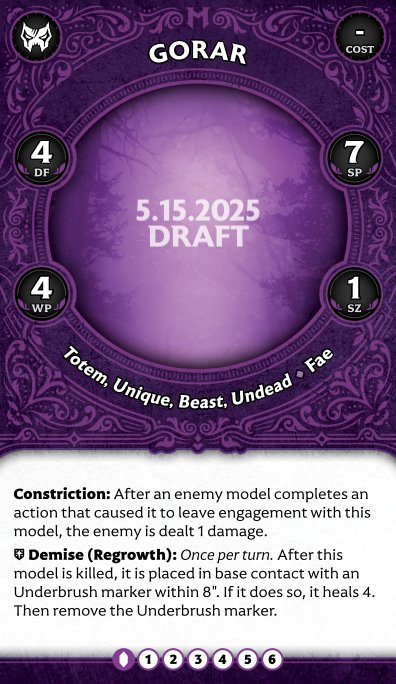 GORAR
-
COST
4
DF
7
SP
5.15.2025
DRAFT
4
WP
1
SZ
Totem, Unique, Beast, Undead ◆ Fae
Constriction: After an enemy model completes an
action that caused it to leave engagement with this
model, the enemy is dealt 1 damage.
Demise (Regrowth): Once per turn. After this
model is killed, it is placed in base contact with an
Underbrush marker within 8". If it does so, it heals 4.
Then remove the Underbrush marker.
1 2 3 4 5 6